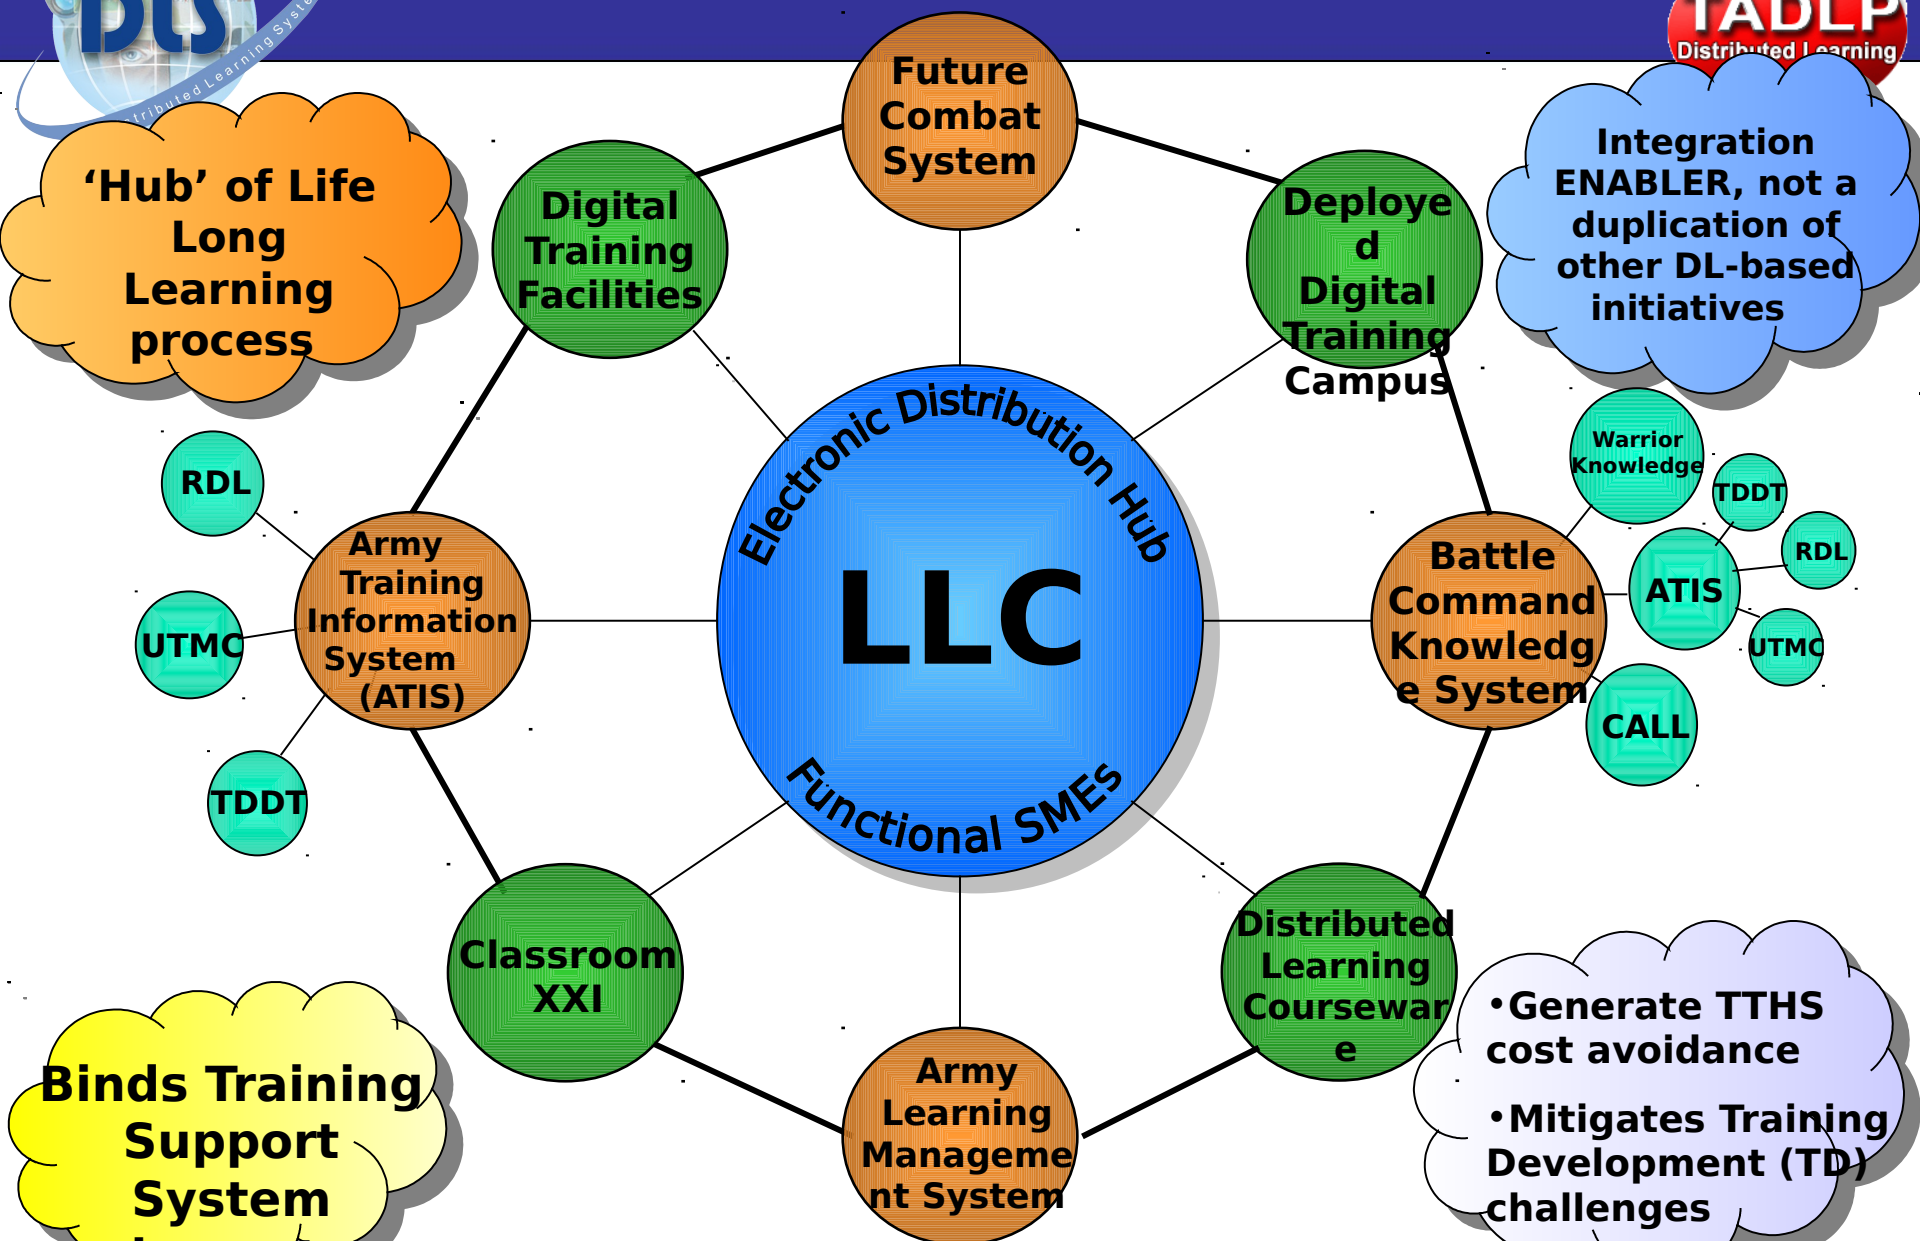 DLS
Distributed Learning System
TADLP
Distributed Learning
Future
Combat
System
‘Hub’ of Life
Long
Learning
process
Digital
Training
Facilities
Deploye
d
Digital
Training
Campus
Integration
ENABLER, not a
duplication of
other DL-based
initiatives
Electronic Distribution Hub
LLC
Functional SMEs
RDL
UTMC
TDDT
Army
Training
Information
System
(ATIS)
Battle
Command
Knowledg
e System
Warrior
Knowledge
TDDT
RDL
ATIS
UTMC
CALL
Classroom
XXI
Distributed
Learning
Coursewar
e
Army
Learning
Manageme
nt System
Binds Training
Support
System
•Generate TTHS
cost avoidance
•Mitigates Training
Development (TD)
challenges